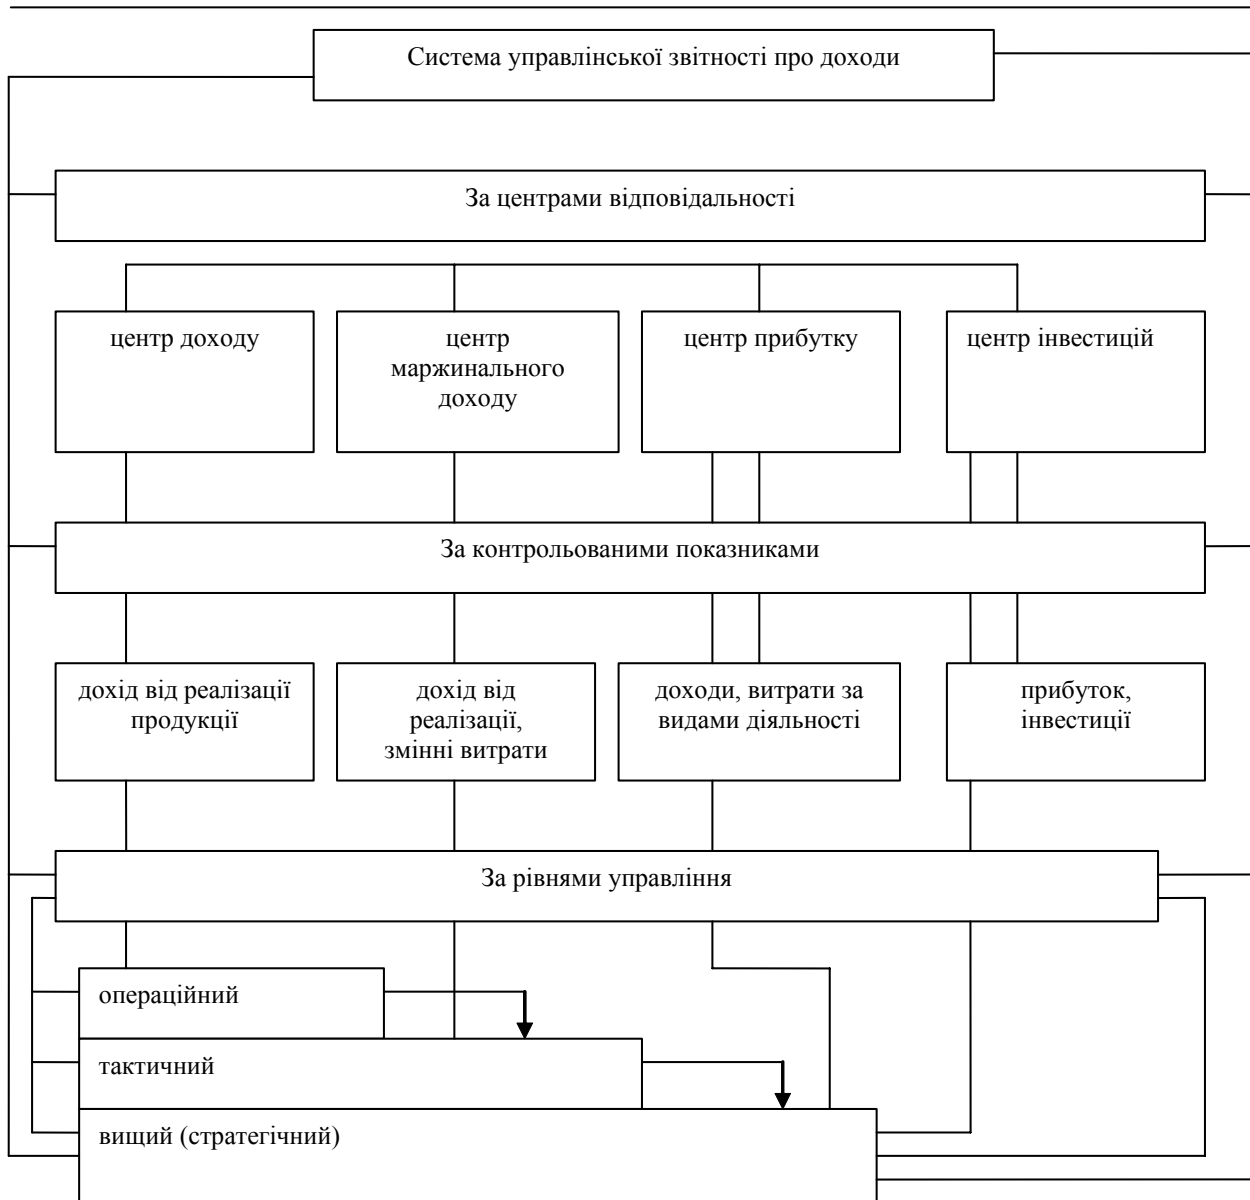 Система управлінської звітності про доходи
За центрами відповідальності
центр доходу
центр
маржинального
доходу
центр прибутку
центр інвестицій
За контрольованими показниками
дохід від реалізації
продукції
дохід від
реалізації,
змінні витрати
доходи, витрати за
видами діяльності
прибуток,
інвестиції
За рівнями управління
операційний
тактичний
вищий (стратегічний)